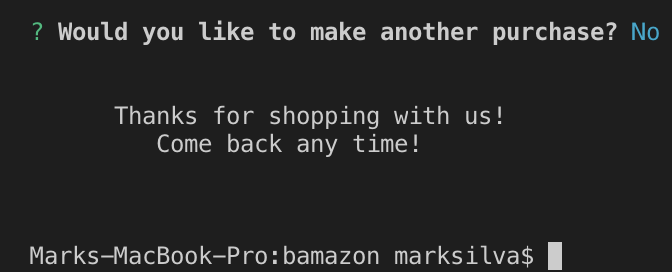 ? Would you like to make another purchase? No
Thanks for shopping with us!
Come back any time!
Marks-MacBook-Pro:bamazon marksilva$